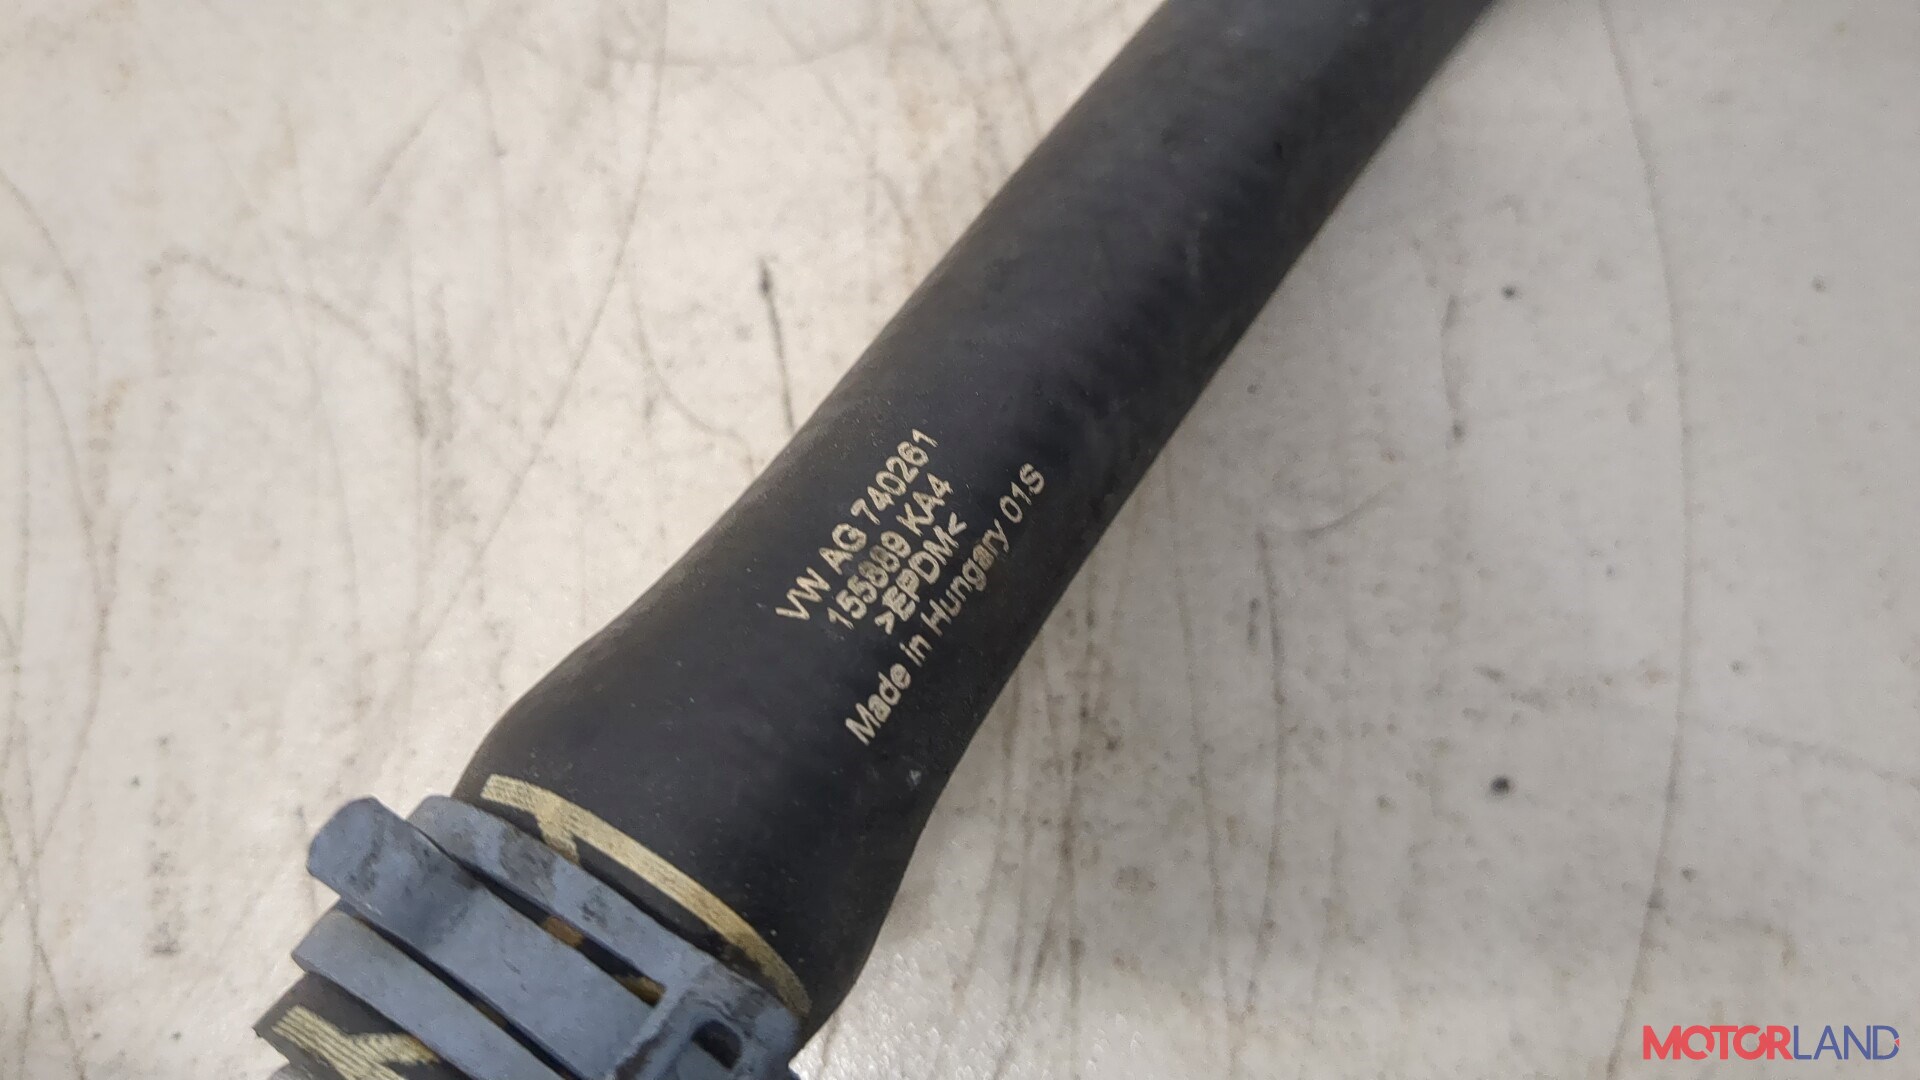 VW AG 740261
155889 KA4
>EPDM<
Made in Hungary 01S
MOTORLAND